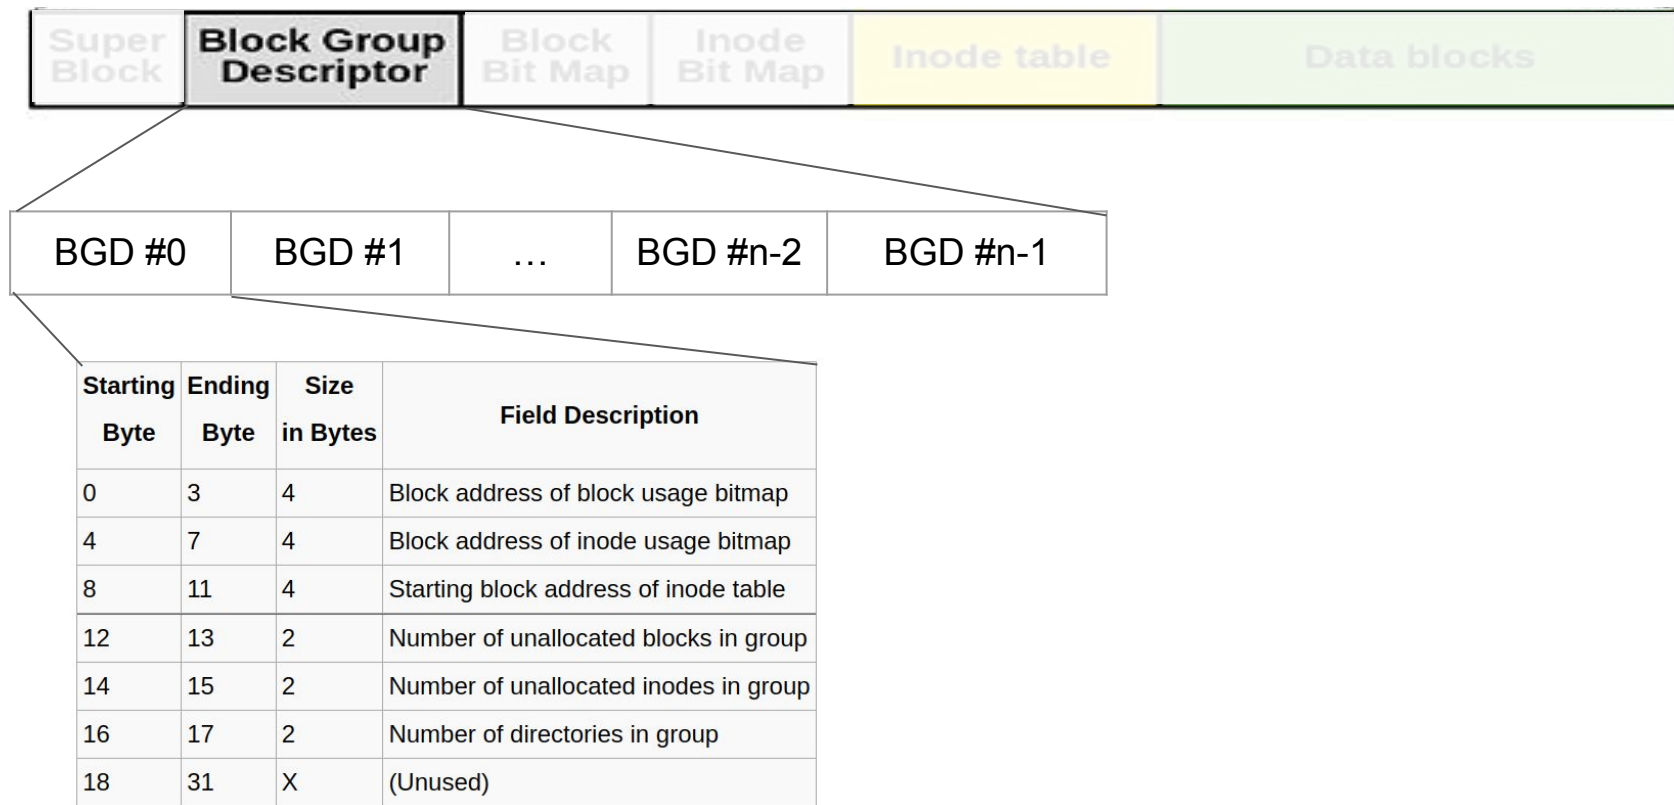 Super Block
Block Group Descriptor
Block Bit Map
Inode Bit Map
Inode table
Data blocks
BGD #0 BGD #1 … BGD #n-2 BGD #n-1
Starting Byte Ending Byte Size in Bytes Field Description
0 3 4 Block address of block usage bitmap
4 7 4 Block address of inode usage bitmap
8 11 4 Starting block address of inode table
12 13 2 Number of unallocated blocks in group
14 15 2 Number of unallocated inodes in group
16 17 2 Number of directories in group
18 31 X (Unused)